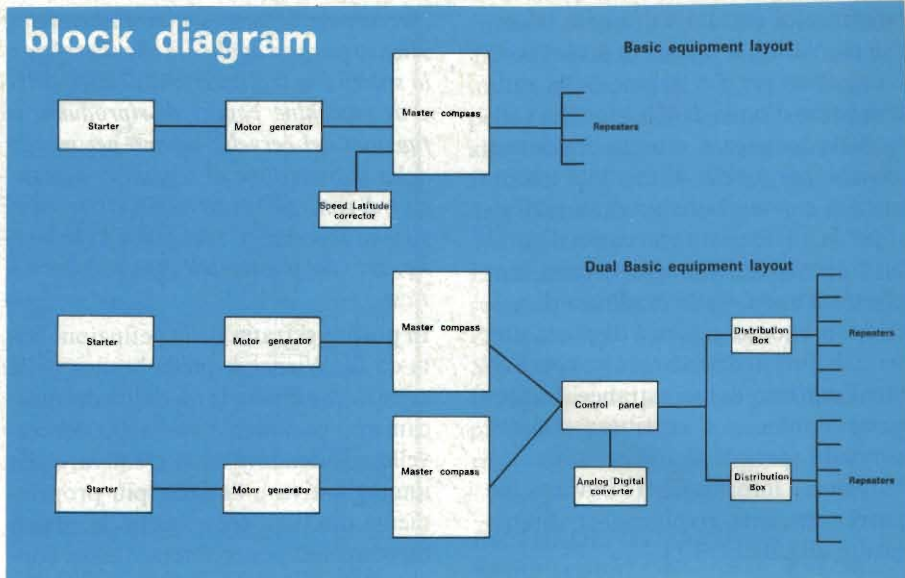 block diagram
Basic equipment layout
Starter
Motor generator
Master compass
Repeaters
Speed Latitude
corrector
Dual Basic equipment layout
Starter
Motor generator
Master compass
Distribution
Box
Repeaters
Control panel
Starter
Motor generator
Master compass
Analog Digital
converter
Distribution
Box
Repeaters